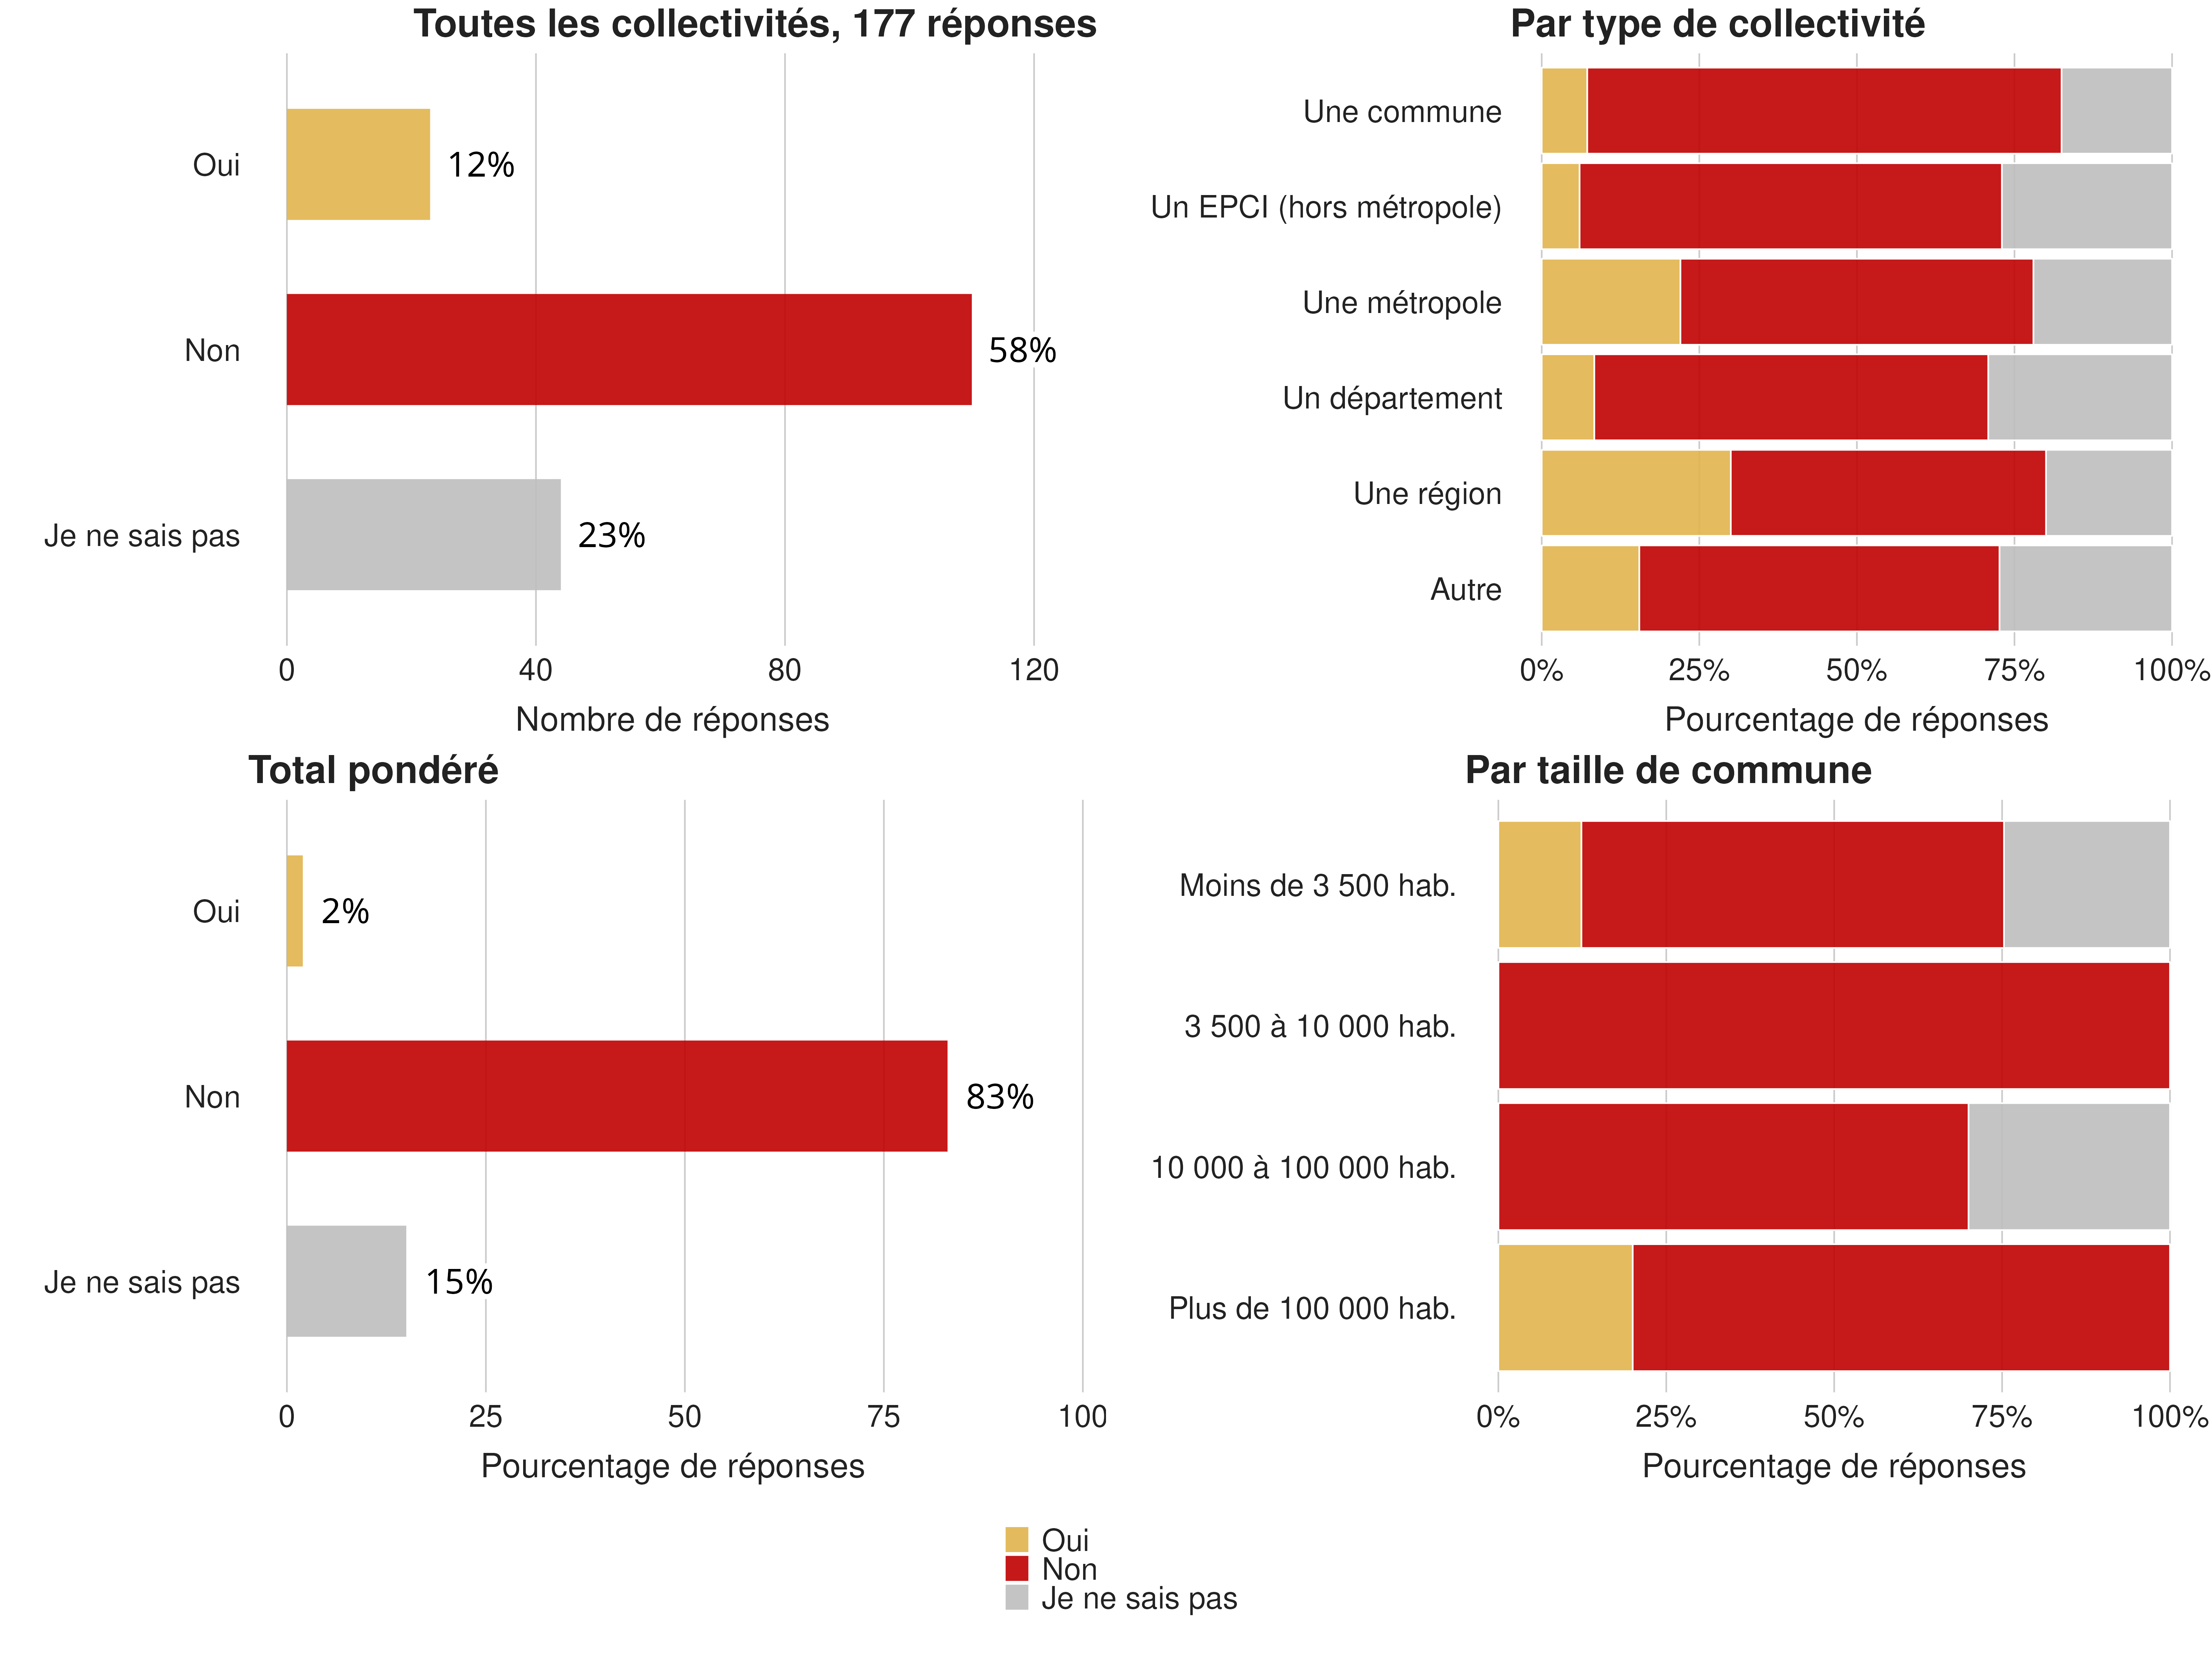 Toutes les collectivités, 177 réponses
Oui
12%
Non
58%
Je ne sais pas
23%
0 40 80 120
Nombre de réponses
Par type de collectivité
Une commune
Un EPCI (hors métropole)
Une métropole
Un département
Une région
Autre
0% 25% 50% 75% 100%
Pourcentage de réponses
Total pondéré
Oui
2%
Non
83%
Je ne sais pas
15%
0 25 50 75 100
Pourcentage de réponses
Par taille de commune
Moins de 3 500 hab.
3 500 à 10 000 hab.
10 000 à 100 000 hab.
Plus de 100 000 hab.
0% 25% 50% 75% 100%
Pourcentage de réponses
Oui
Non
Je ne sais pas